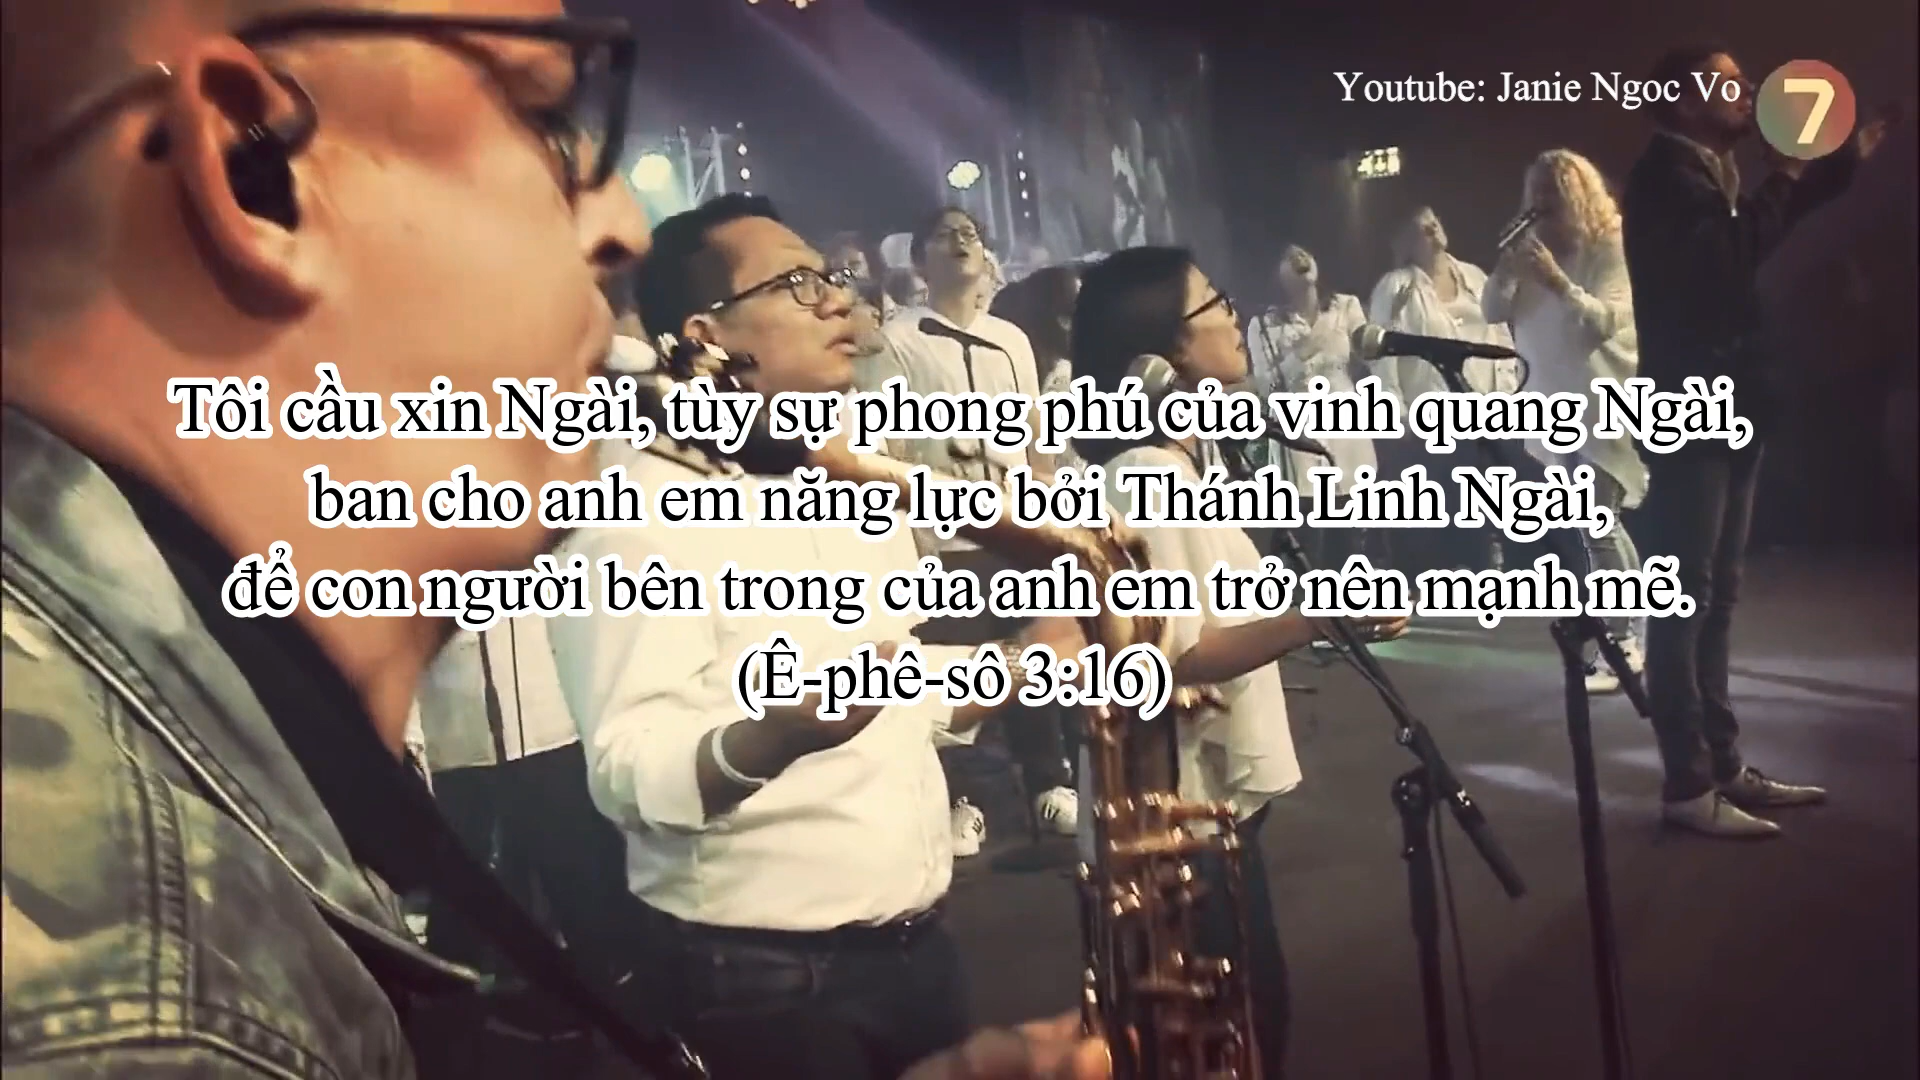 Youtube: Janie Ngoc Vo
7
Tôi cầu xin Ngài, tùy sự phong phú của vinh quang Ngài,
ban cho anh em năng lực bởi Thánh Linh Ngài,
để con người bên trong của anh em trở nên mạnh mẽ.
(Ê-phê-sô 3:16)